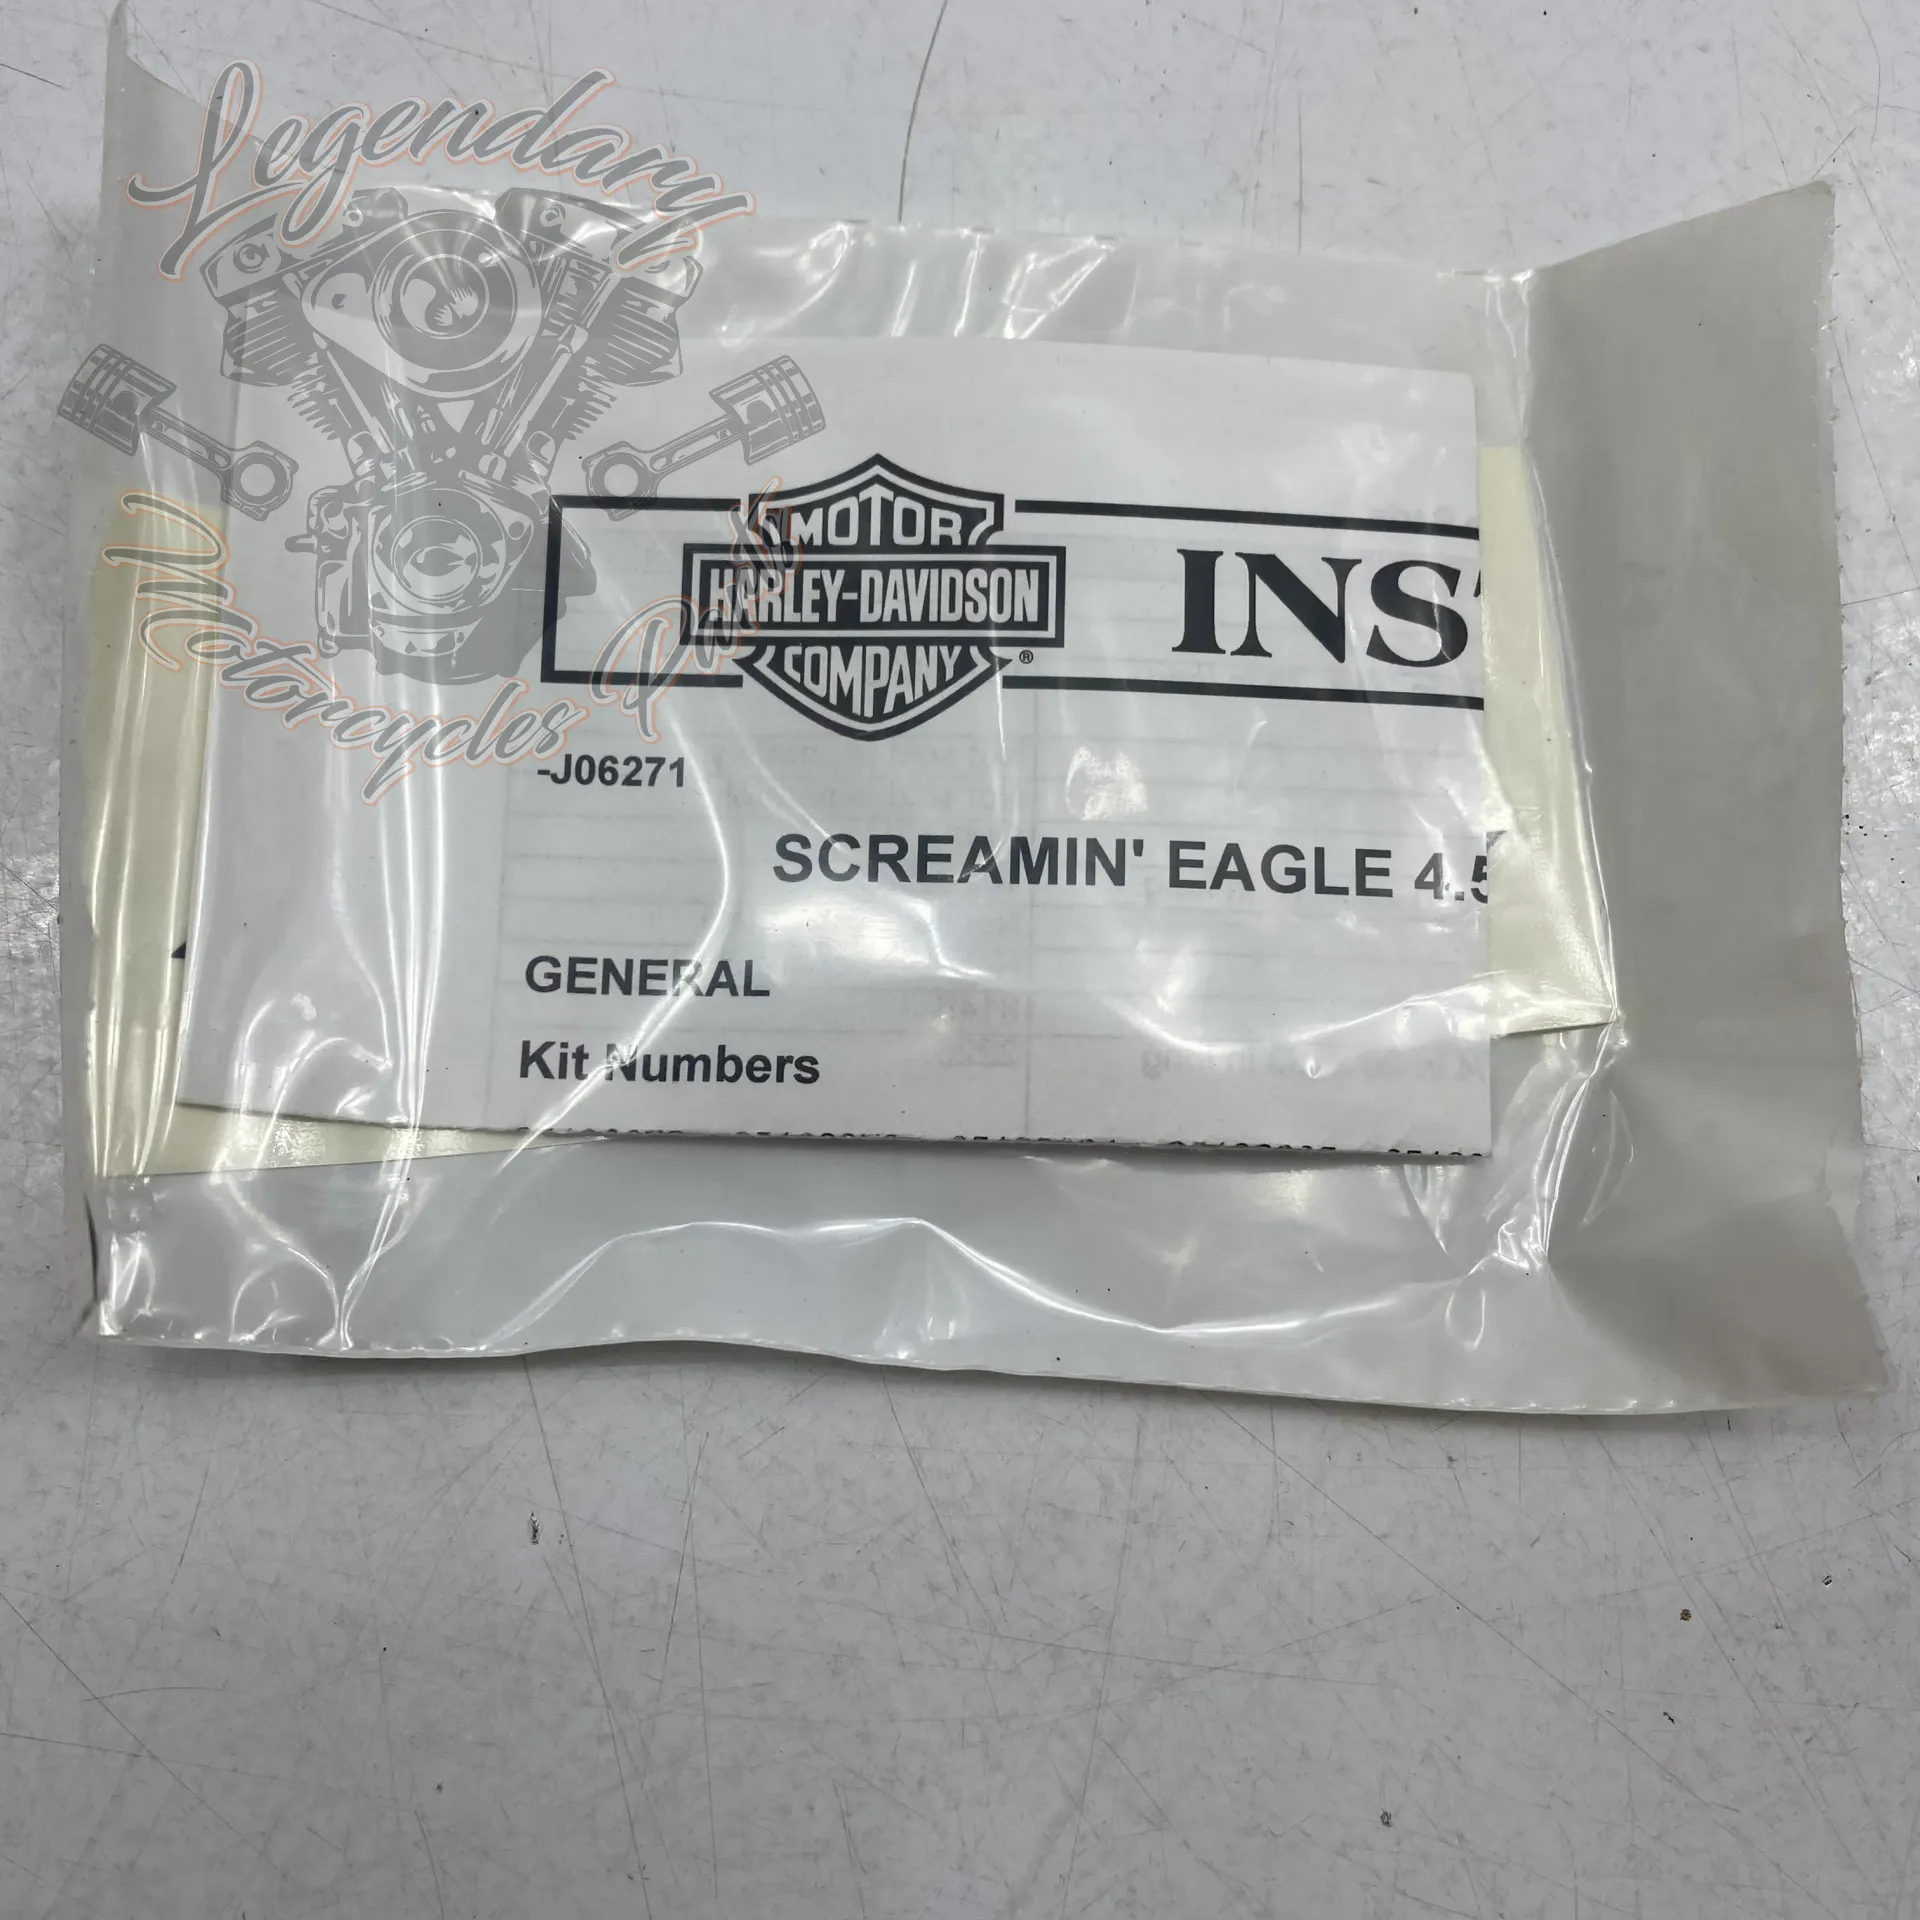 Legendary
Motorcycles Parts
MOTOR
HARLEY-DAVIDSON
COMPANY
®
INS
-J06271
SCREAMIN' EAGLE 4.5
GENERAL
Kit Numbers